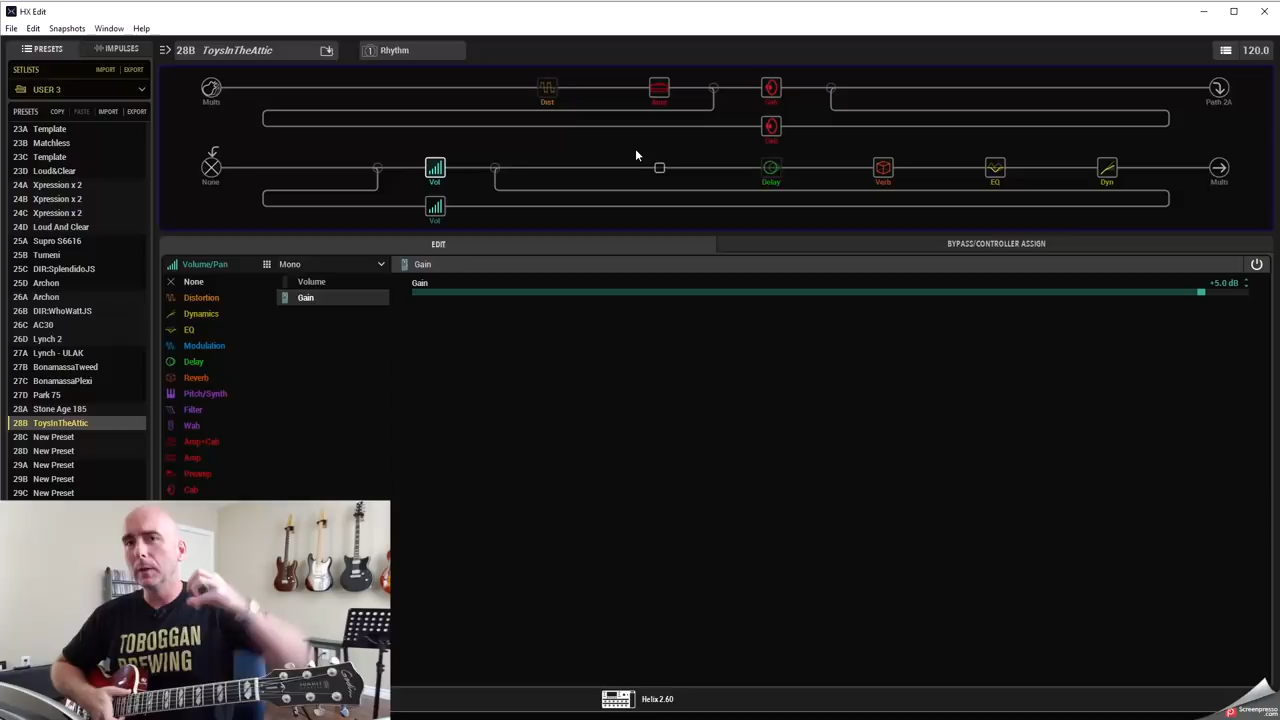 HX Edit
File Edit Snapshots Window Help
PRESETS IMPULSES
28B ToysInTheAttic
1 Rhythm
120.0
SETLISTS IMPORT EXPORT
USER 3
PRESETS COPY PASTE IMPORT EXPORT
23A Template
23B Matchless
23C Template
23D Loud&Clear
24A Xpression x 2
24B Xpression x 2
24C Xpression x 2
24D Loud And Clear
25A Supro S6616
25B Tumeni
25C DIR:SplendidoJS
25D Archon
26A Archon
26B DIR:WhoWattJS
26C AC30
26D Lynch 2
27A Lynch - ULAK
27B BonamassaTweed
27C BonamassaPlexi
27D Park 75
28A Stone Age 185
28B ToysInTheAttic
28C New Preset
28D New Preset
29A New Preset
29B New Preset
29C New Preset
Multi Dist Path 2A
None Vol Delay Verb EQ Dyn Multi
Vol
EDIT BYPASS/CONTROLLER ASSIGN
Volume/Pan Mono Gain
None
Distortion
Dynamics
EQ
Modulation
Delay
Reverb
Pitch/Synth
Filter
Wah
Amp+Cab
Amp
Preamp
Cab
Volume
Gain
Gain +5.0 dB
TOBOGGAN
BREWING
Helix 2.60
Screenpresso
.com